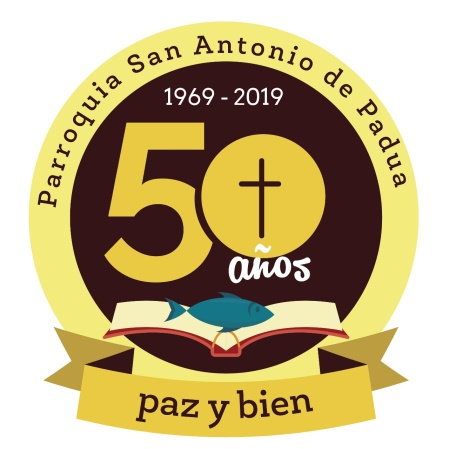 Parroquia San Antonio de Padua
1969 - 2019
50
años
paz y bien